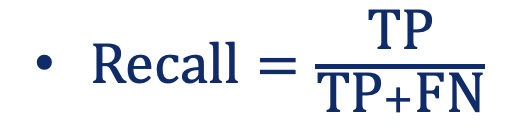 • Recall = TP
TP+FN